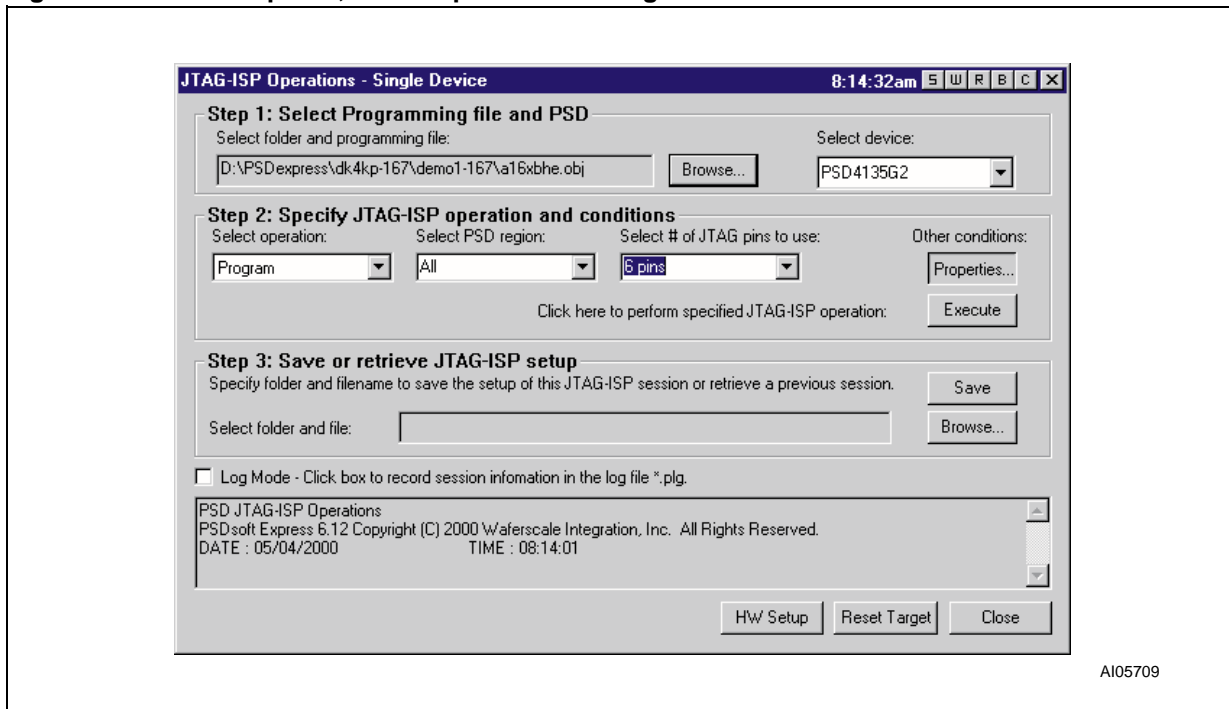 JTAG-ISP Operations - Single Device 8:14:32am S W R B C X
Step 1: Select Programming file and PSD
Select folder and programming file: Select device:
D:\PSDexpress\dk4kp-167\demo1-167\a16xbhe.obj Browse... PSD4135G2
Step 2: Specify JTAG-ISP operation and conditions
Select operation: Select PSD region: Select # of JTAG pins to use: Other conditions:
Program All 6 pins Properties...
Click here to perform specified JTAG-ISP operation: Execute
Step 3: Save or retrieve JTAG-ISP setup
Specify folder and filename to save the setup of this JTAG-ISP session or retrieve a previous session. Save
Select folder and file: Browse...
Log Mode - Click box to record session infomation in the log file *.plg.
PSD JTAG-ISP Operations
PSDsoft Express 6.12 Copyright (C) 2000 Waferscale Integration, Inc. All Rights Reserved.
DATE : 05/04/2000 TIME : 08:14:01
HW Setup Reset Target Close
AI05709